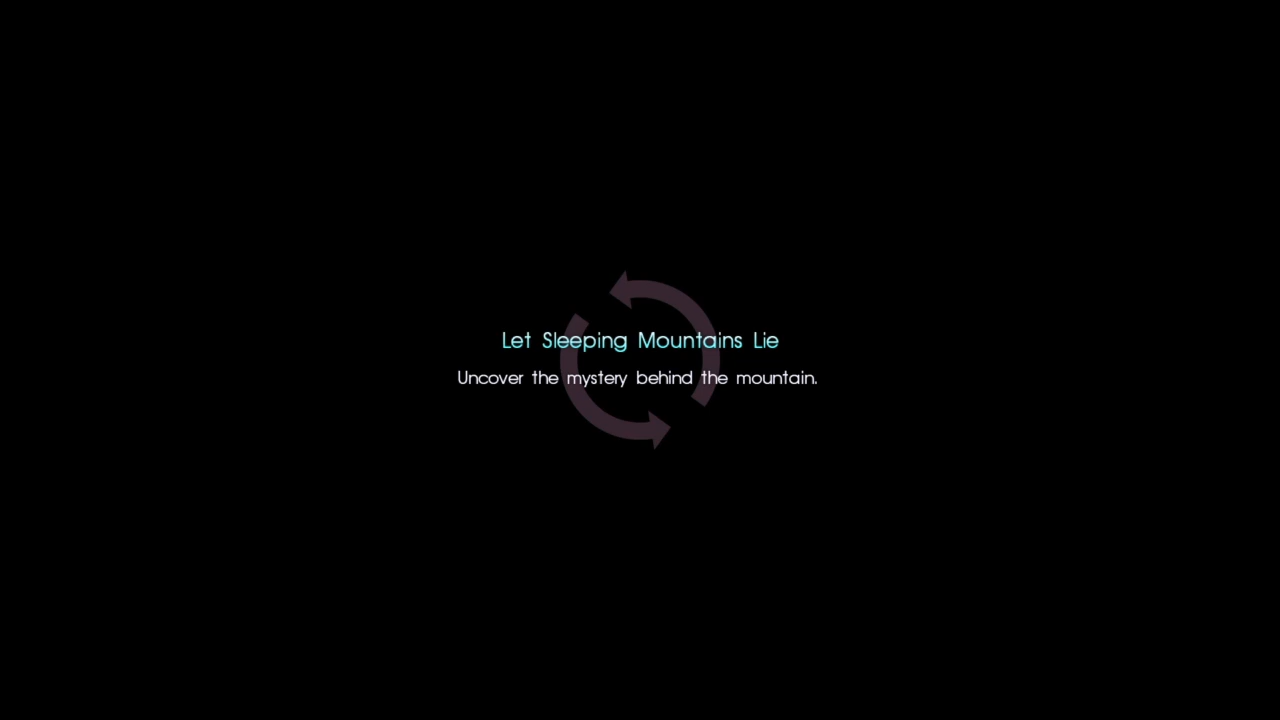 Let Sleeping Mountains Lie
Uncover the mystery behind the mountain.